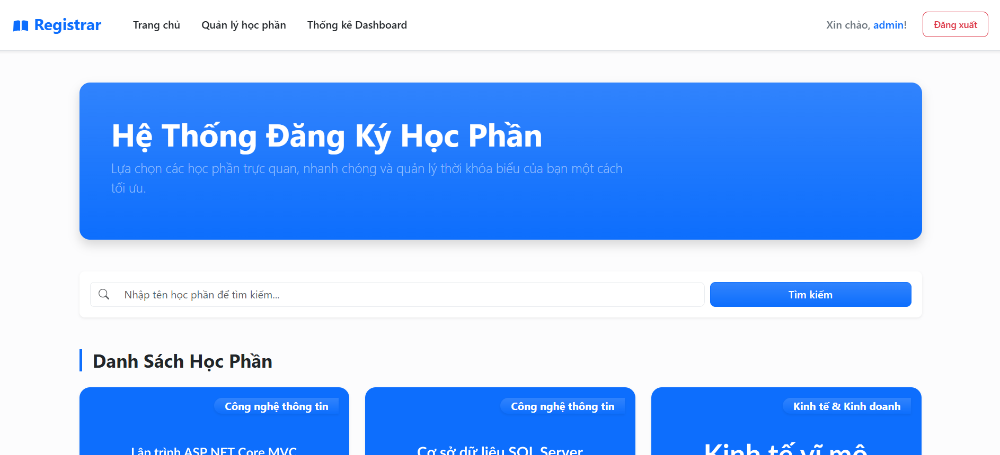 Registrar
Trang chủ
Quản lý học phần
Thống kê Dashboard
Xin chào, admin!
Đăng xuất
Hệ Thống Đăng Ký Học Phần
Lựa chọn các học phần trực quan, nhanh chóng và quản lý thời khóa biểu của bạn một cách
tối ưu.
Nhập tên học phần để tìm kiếm...
Tìm kiếm
Danh Sách Học Phần
Công nghệ thông tin
Lập trình ASP.NET Core MVC
Công nghệ thông tin
Cơ sở dữ liệu SQL Server
Kinh tế & Kinh doanh
Kinh tế vĩ mô